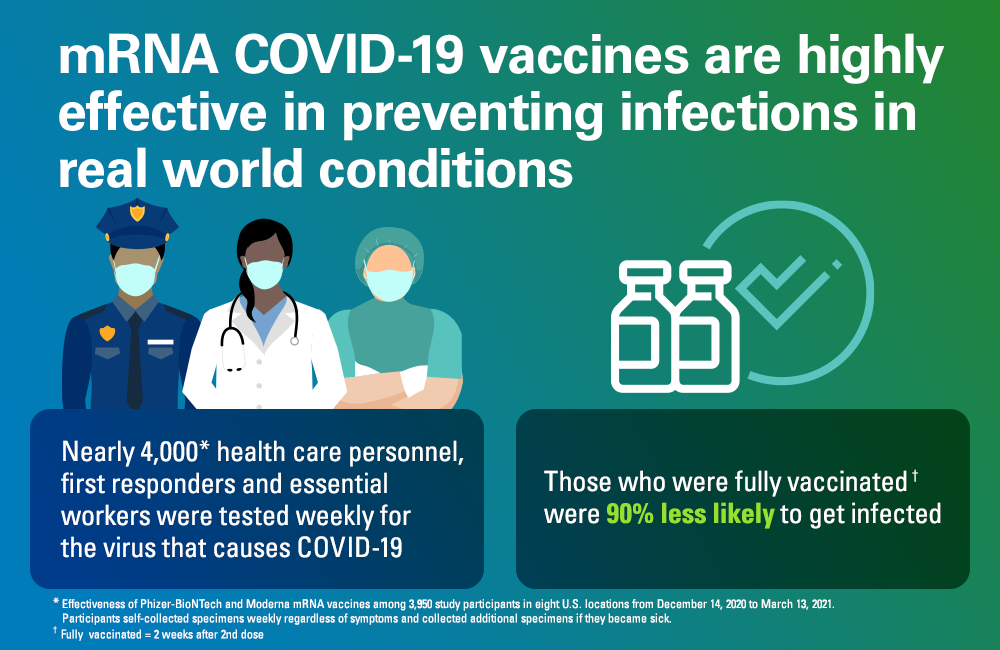 mRNA COVID-19 vaccines are highly
effective in preventing infections in
real world conditions
Nearly 4,000* health care personnel,
first responders and essential
workers were tested weekly for
the virus that causes COVID-19
Those who were fully vaccinated†
were 90% less likely to get infected
* Effectiveness of Phizer-BioNTech and Moderna mRNA vaccines among 3,950 study participants in eight U.S. locations from December 14, 2020 to March 13, 2021.
Participants self-collected specimens weekly regardless of symptoms and collected additional specimens if they became sick.
† Fully vaccinated = 2 weeks after 2nd dose